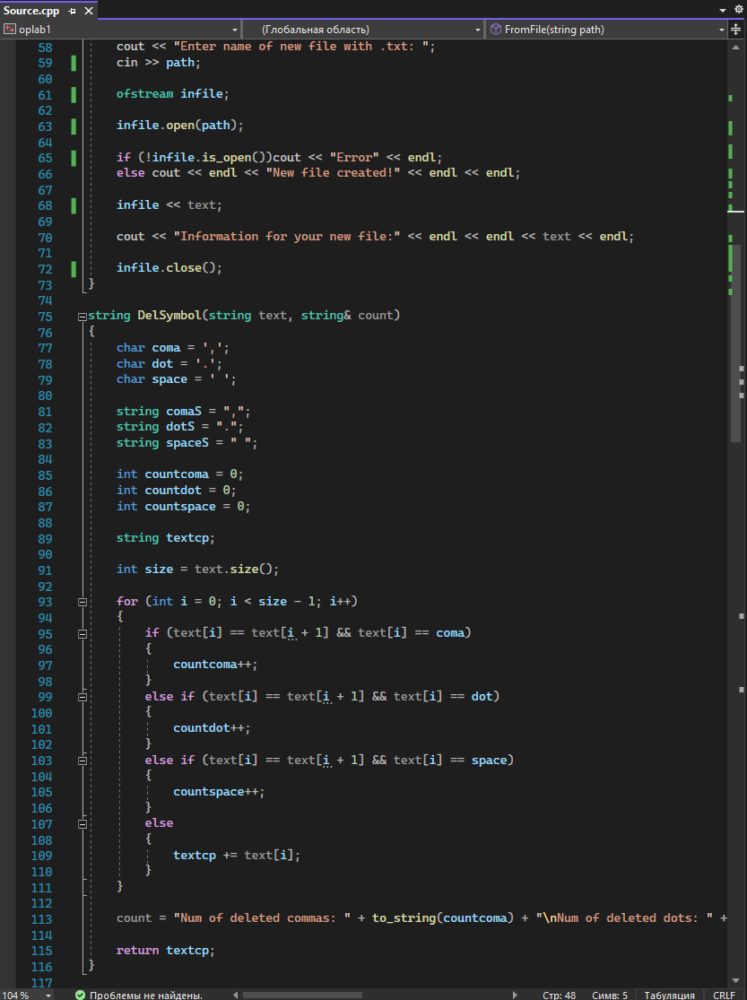 Source.cpp
oplab1 (Глобальная область) FromFile(string path)
58 cout << "Enter name of new file with .txt: ";
59 cin >> path;
60
61 ofstream infile;
62
63 infile.open(path);
64
65 if (!infile.is_open())cout << "Error" << endl;
66 else cout << endl << "New file created!" << endl << endl;
67
68 infile << text;
69
70 cout << "Information for your new file:" << endl << endl << text << endl;
71
72 infile.close();
73 }
74
75 string DelSymbol(string text, string& count)
76 {
77 char coma = ',';
78 char dot = '.';
79 char space = ' ';
80
81 string comaS = ",";
82 string dotS = ".";
83 string spaceS = " ";
84
85 int countcoma = 0;
86 int countdot = 0;
87 int countspace = 0;
88
89 string textcp;
90
91 int size = text.size();
92
93 for (int i = 0; i < size - 1; i++)
94 {
95 if (text[i] == text[i + 1] && text[i] == coma)
96 {
97 countcoma++;
98 }
99 else if (text[i] == text[i + 1] && text[i] == dot)
100 {
101 countdot++;
102 }
103 else if (text[i] == text[i + 1] && text[i] == space)
104 {
105 countspace++;
106 }
107 else
108 {
109 textcp += text[i];
110 }
111 }
112
113 count = "Num of deleted commas: " + to_string(countcoma) + "\nNum of deleted dots: " +
114
115 return textcp;
116 }
117
104 % Проблемы не найдены. Стр: 48 Симв: 5 Табуляция CRLF